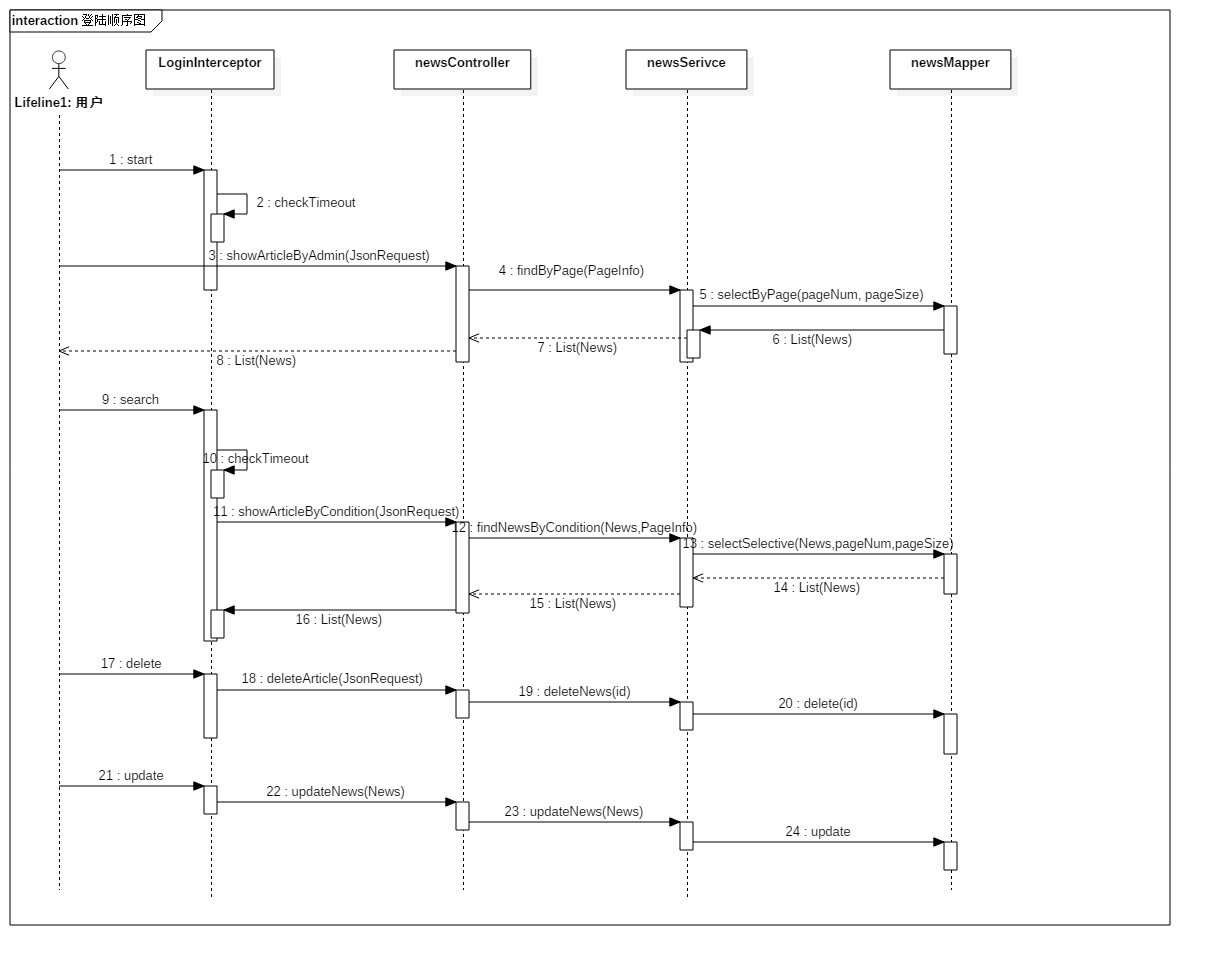 interaction 登陆顺序图
LoginInterceptor
newsController
newsSerivce
newsMapper
Lifeline1: 用户
1 : start
2 : checkTimeout
3 : showArticleByAdmin(JsonRequest)
4 : findByPage(PageInfo)
5 : selectByPage(pageNum, pageSize)
6 : List(News)
7 : List(News)
8 : List(News)
9 : search
10 : checkTimeout
11 : showArticleByCondition(JsonRequest)
12 : findNewsByCondition(News,PageInfo)
13 : selectSelective(News,pageNum,pageSize)
14 : List(News)
15 : List(News)
16 : List(News)
17 : delete
18 : deleteArticle(JsonRequest)
19 : deleteNews(id)
20 : delete(id)
21 : update
22 : updateNews(News)
23 : updateNews(News)
24 : update